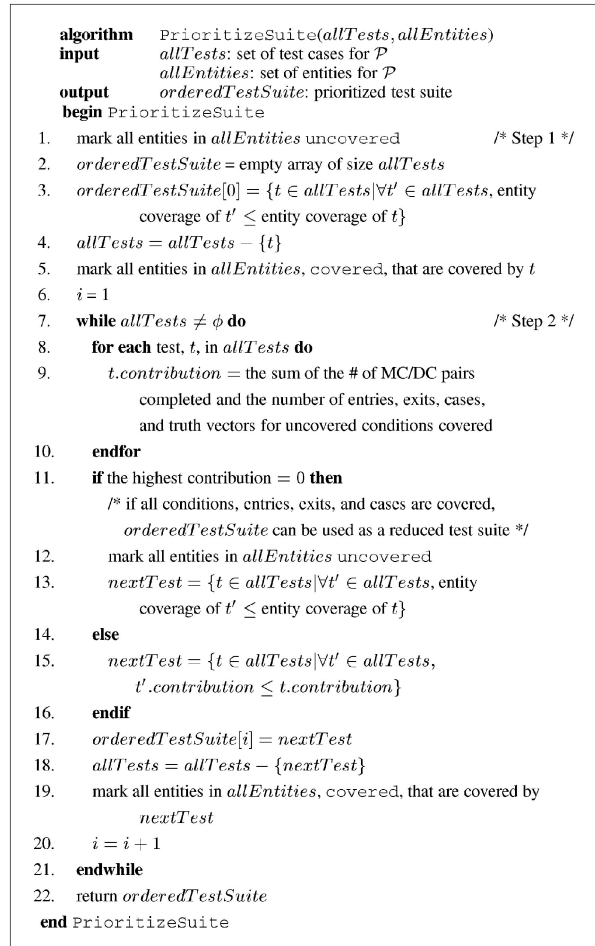 algorithm PrioritizeSuite(allTests, allEntities)
input allTests: set of test cases for P
allEntities: set of entities for P
output orderedTestSuite: prioritized test suite
begin PrioritizeSuite
1. mark all entities in allEntities uncovered /* Step 1 */
2. orderedTestSuite = empty array of size allTests
3. orderedTestSuite[0] = {t ∈ allTests|∀t′ ∈ allTests, entity
coverage of t′ ≤ entity coverage of t}
4. allTests = allTests − {t}
5. mark all entities in allEntities, covered, that are covered by t
6. i = 1
7. while allTests ≠ ϕ do /* Step 2 */
8. for each test, t, in allTests do
9. t.contribution = the sum of the # of MC/DC pairs
completed and the number of entries, exits, cases,
and truth vectors for uncovered conditions covered
10. endfor
11. if the highest contribution = 0 then
/* if all conditions, entries, exits, and cases are covered,
orderedTestSuite can be used as a reduced test suite */
12. mark all entities in allEntities uncovered
13. nextTest = {t ∈ allTests|∀t′ ∈ allTests, entity
coverage of t′ ≤ entity coverage of t}
14. else
15. nextTest = {t ∈ allTests|∀t′ ∈ allTests,
t′.contribution ≤ t.contribution}
16. endif
17. orderedTestSuite[i] = nextTest
18. allTests = allTests − {nextTest}
19. mark all entities in allEntities, covered, that are covered by
nextTest
20. i = i + 1
21. endwhile
22. return orderedTestSuite
end PrioritizeSuite